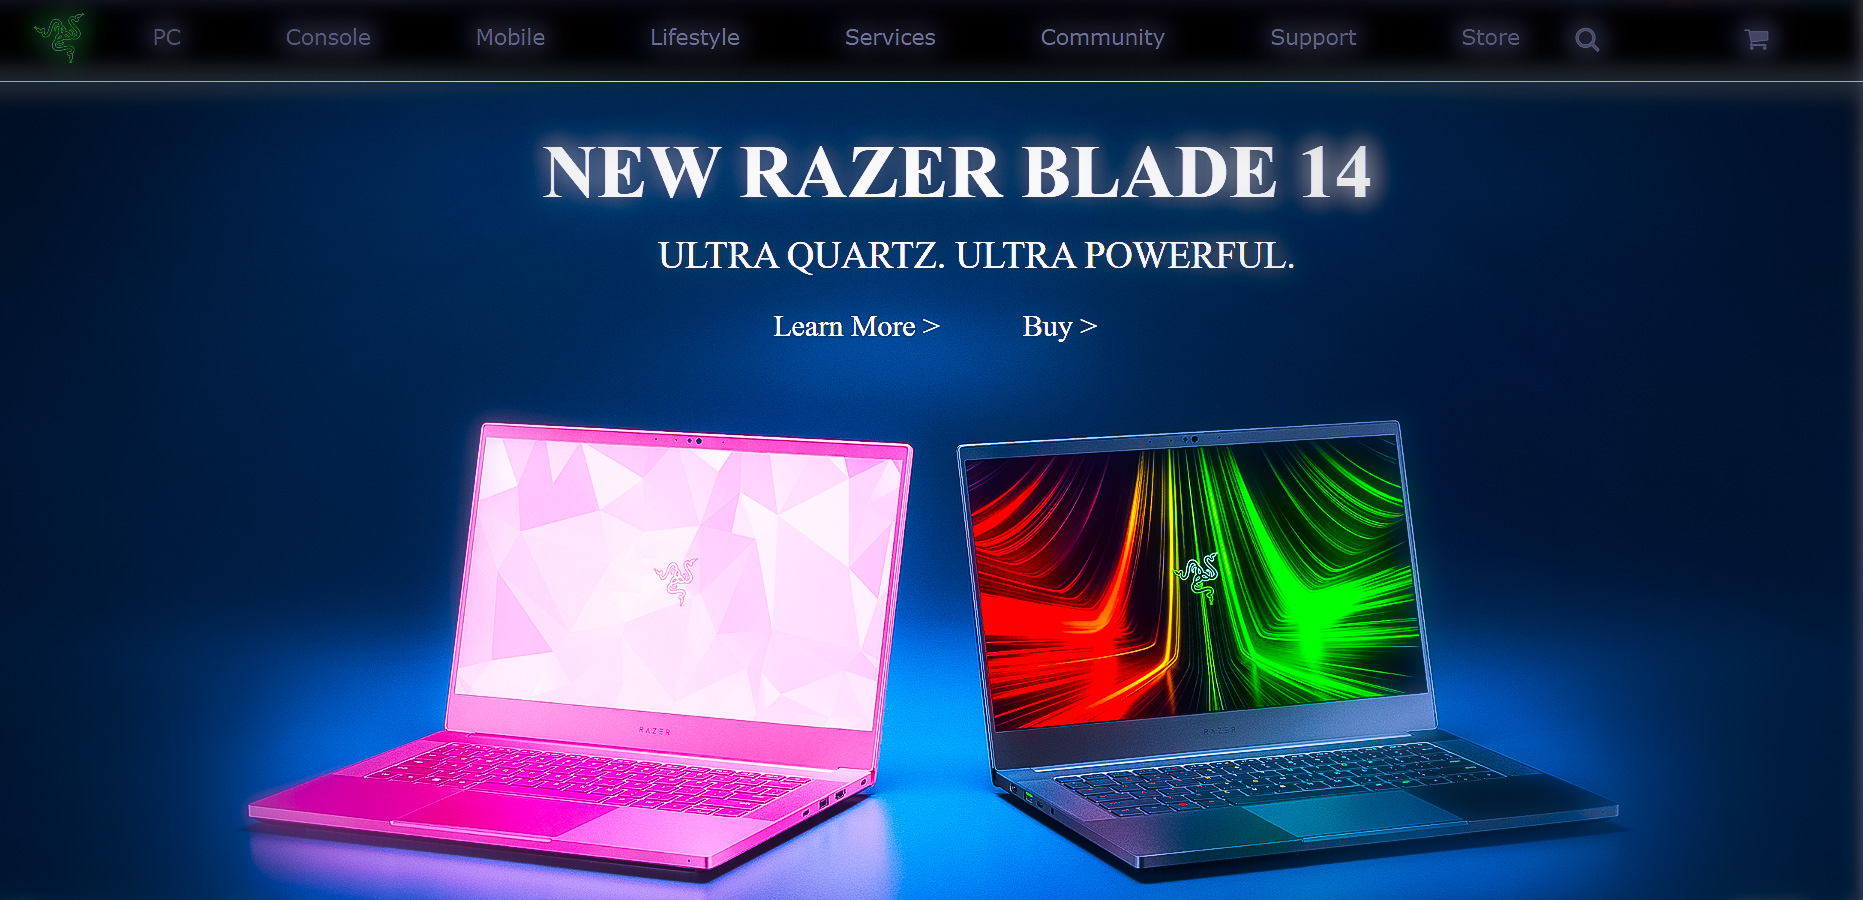 PC Console Mobile Lifestyle Services Community Support Store
NEW RAZER BLADE 14
ULTRA QUARTZ. ULTRA POWERFUL.
Learn More > Buy >
RAZER RAZER